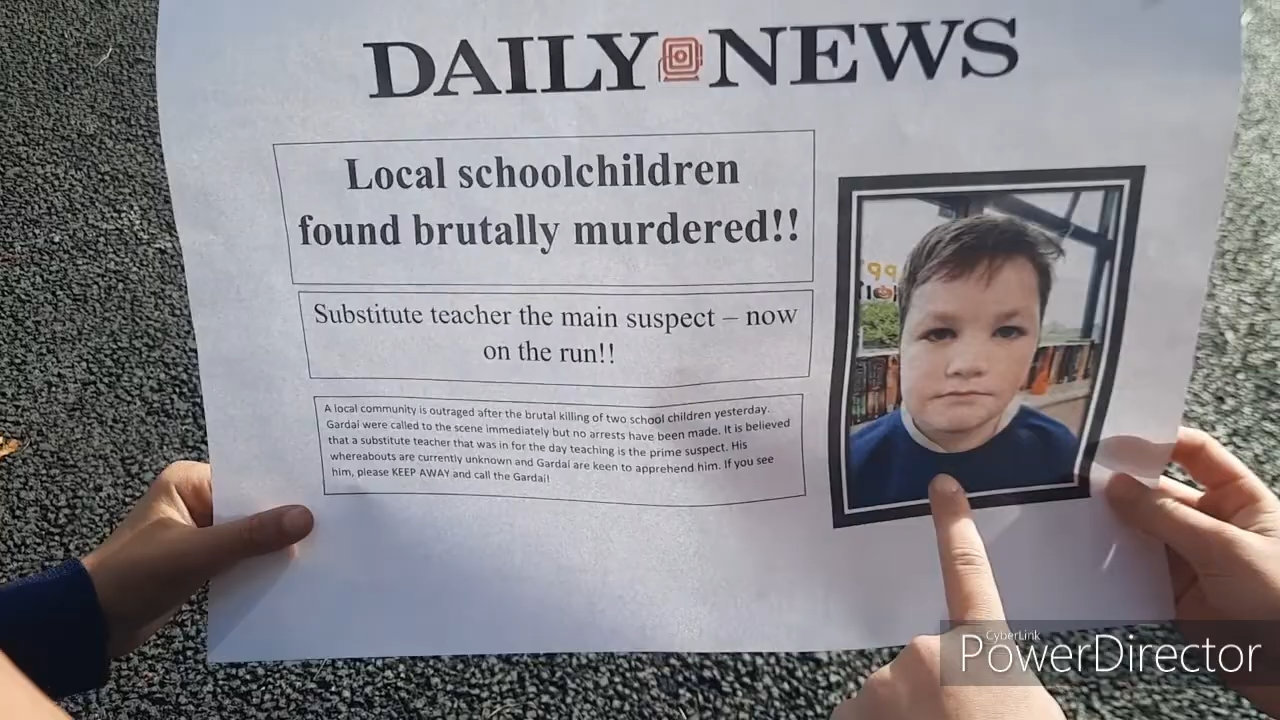 DAILY NEWS
Local schoolchildren
found brutally murdered!!
Substitute teacher the main suspect – now
on the run!!
A local community is outraged after the brutal killing of two school children yesterday.
Gardai were called to the scene immediately but no arrests have been made. It is believed
that a substitute teacher that was in for the day teaching is the prime suspect. His
whereabouts are currently unknown and Gardai are keen to apprehend him. If you see
him, please KEEP AWAY and call the Gardai!
CyberLink
PowerDirector